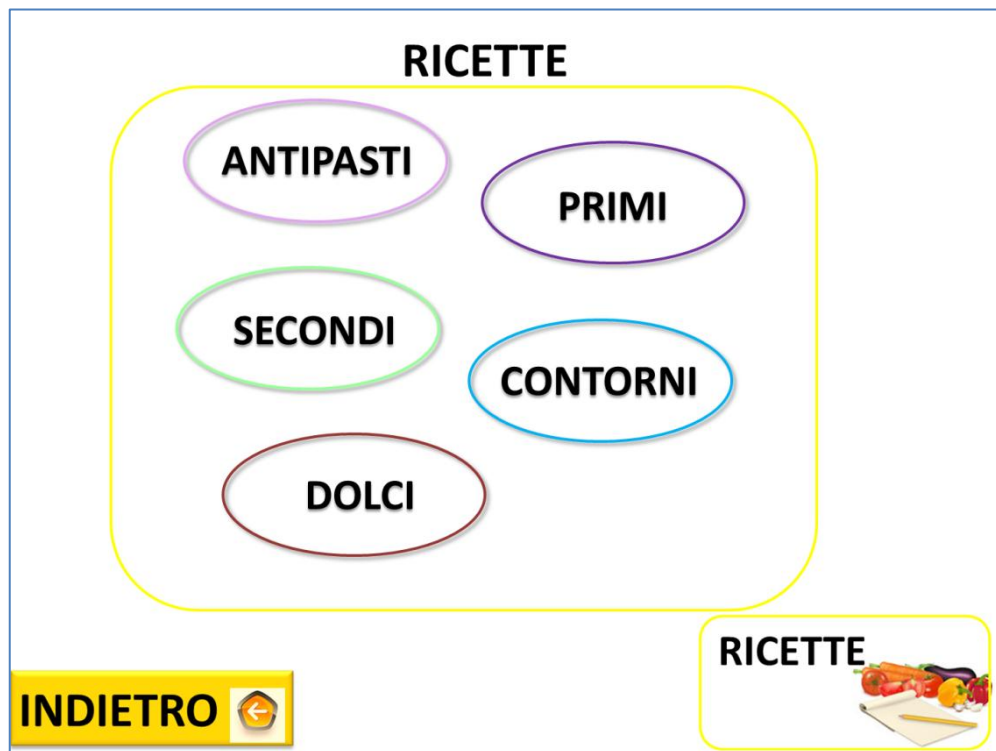 RICETTE
ANTIPASTI
PRIMI
SECONDI
CONTORNI
DOLCI
RICETTE
INDIETRO